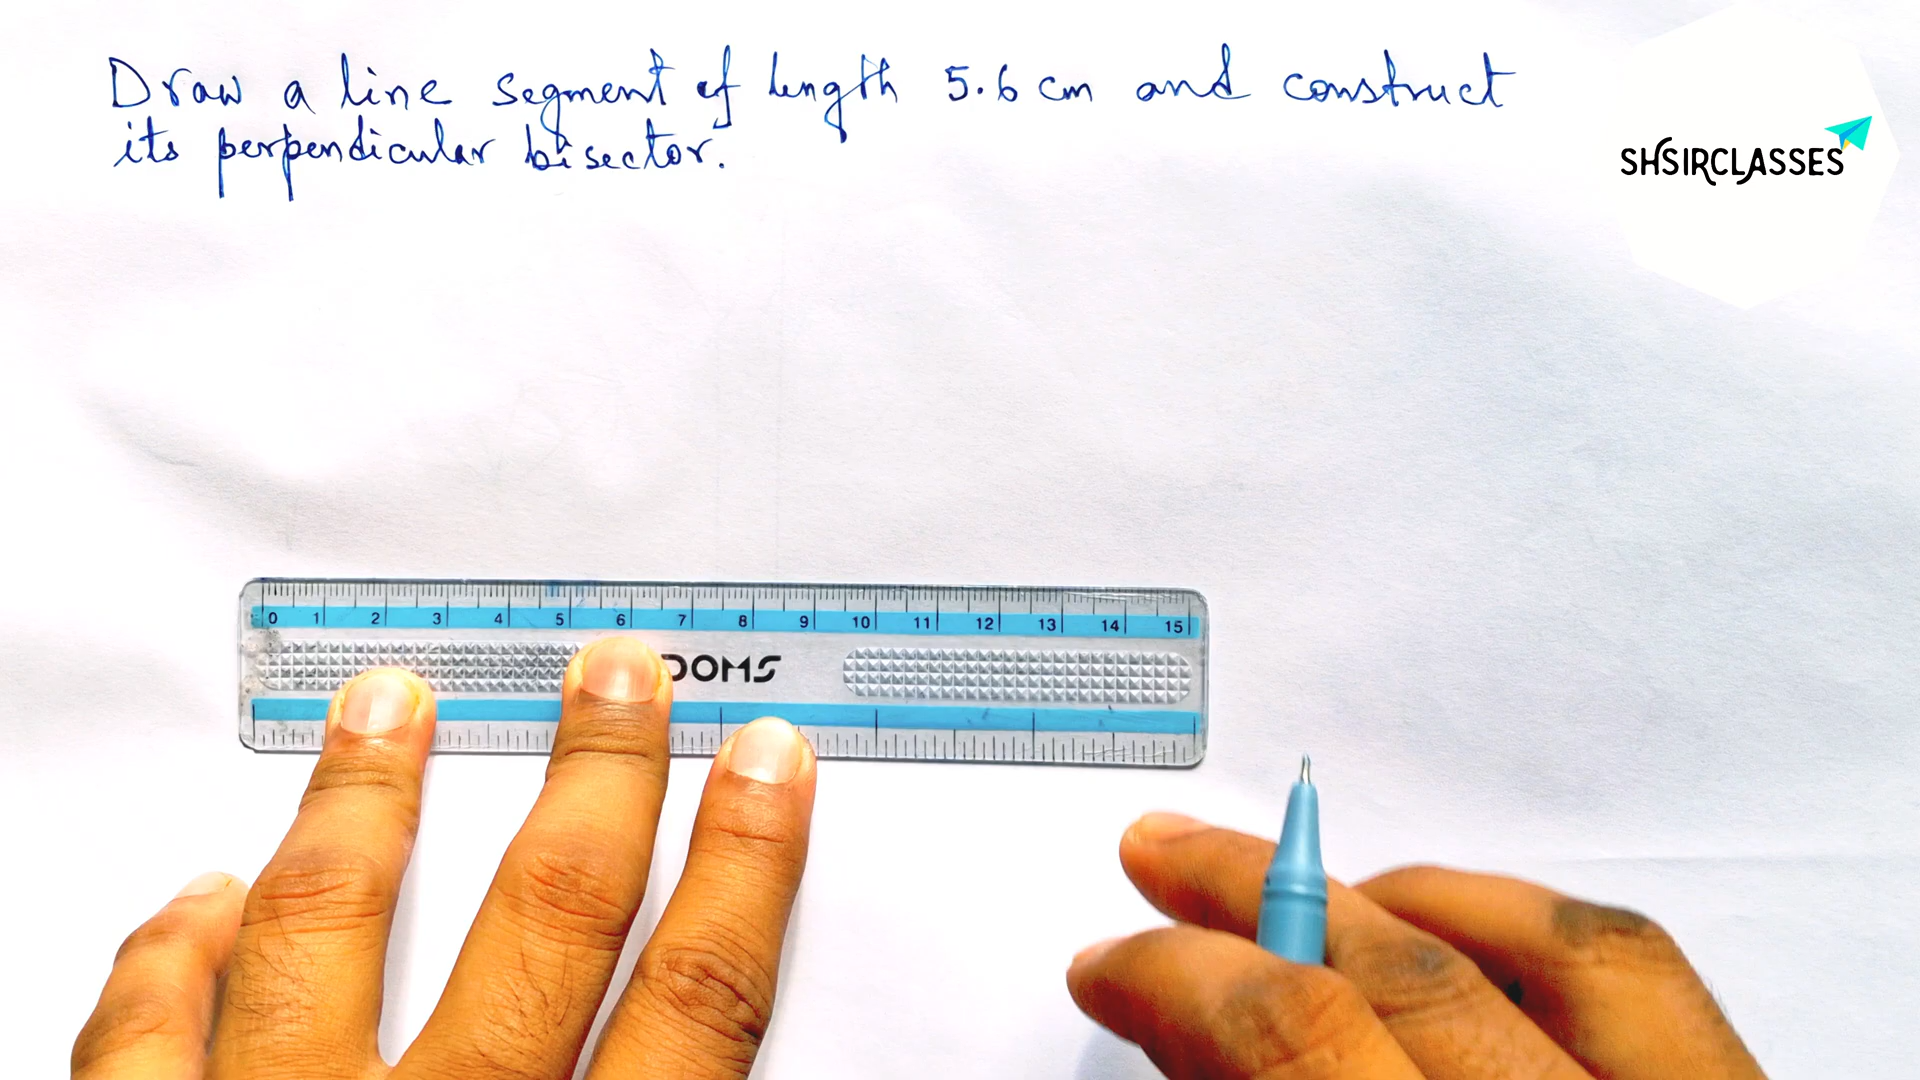 Draw a line segment of length 5.6 cm and construct
its perpendicular bisector.
SHSIRCLASSES
0 1 2 3 4 5 6 7 8 9 10 11 12 13 14 15
DOMS